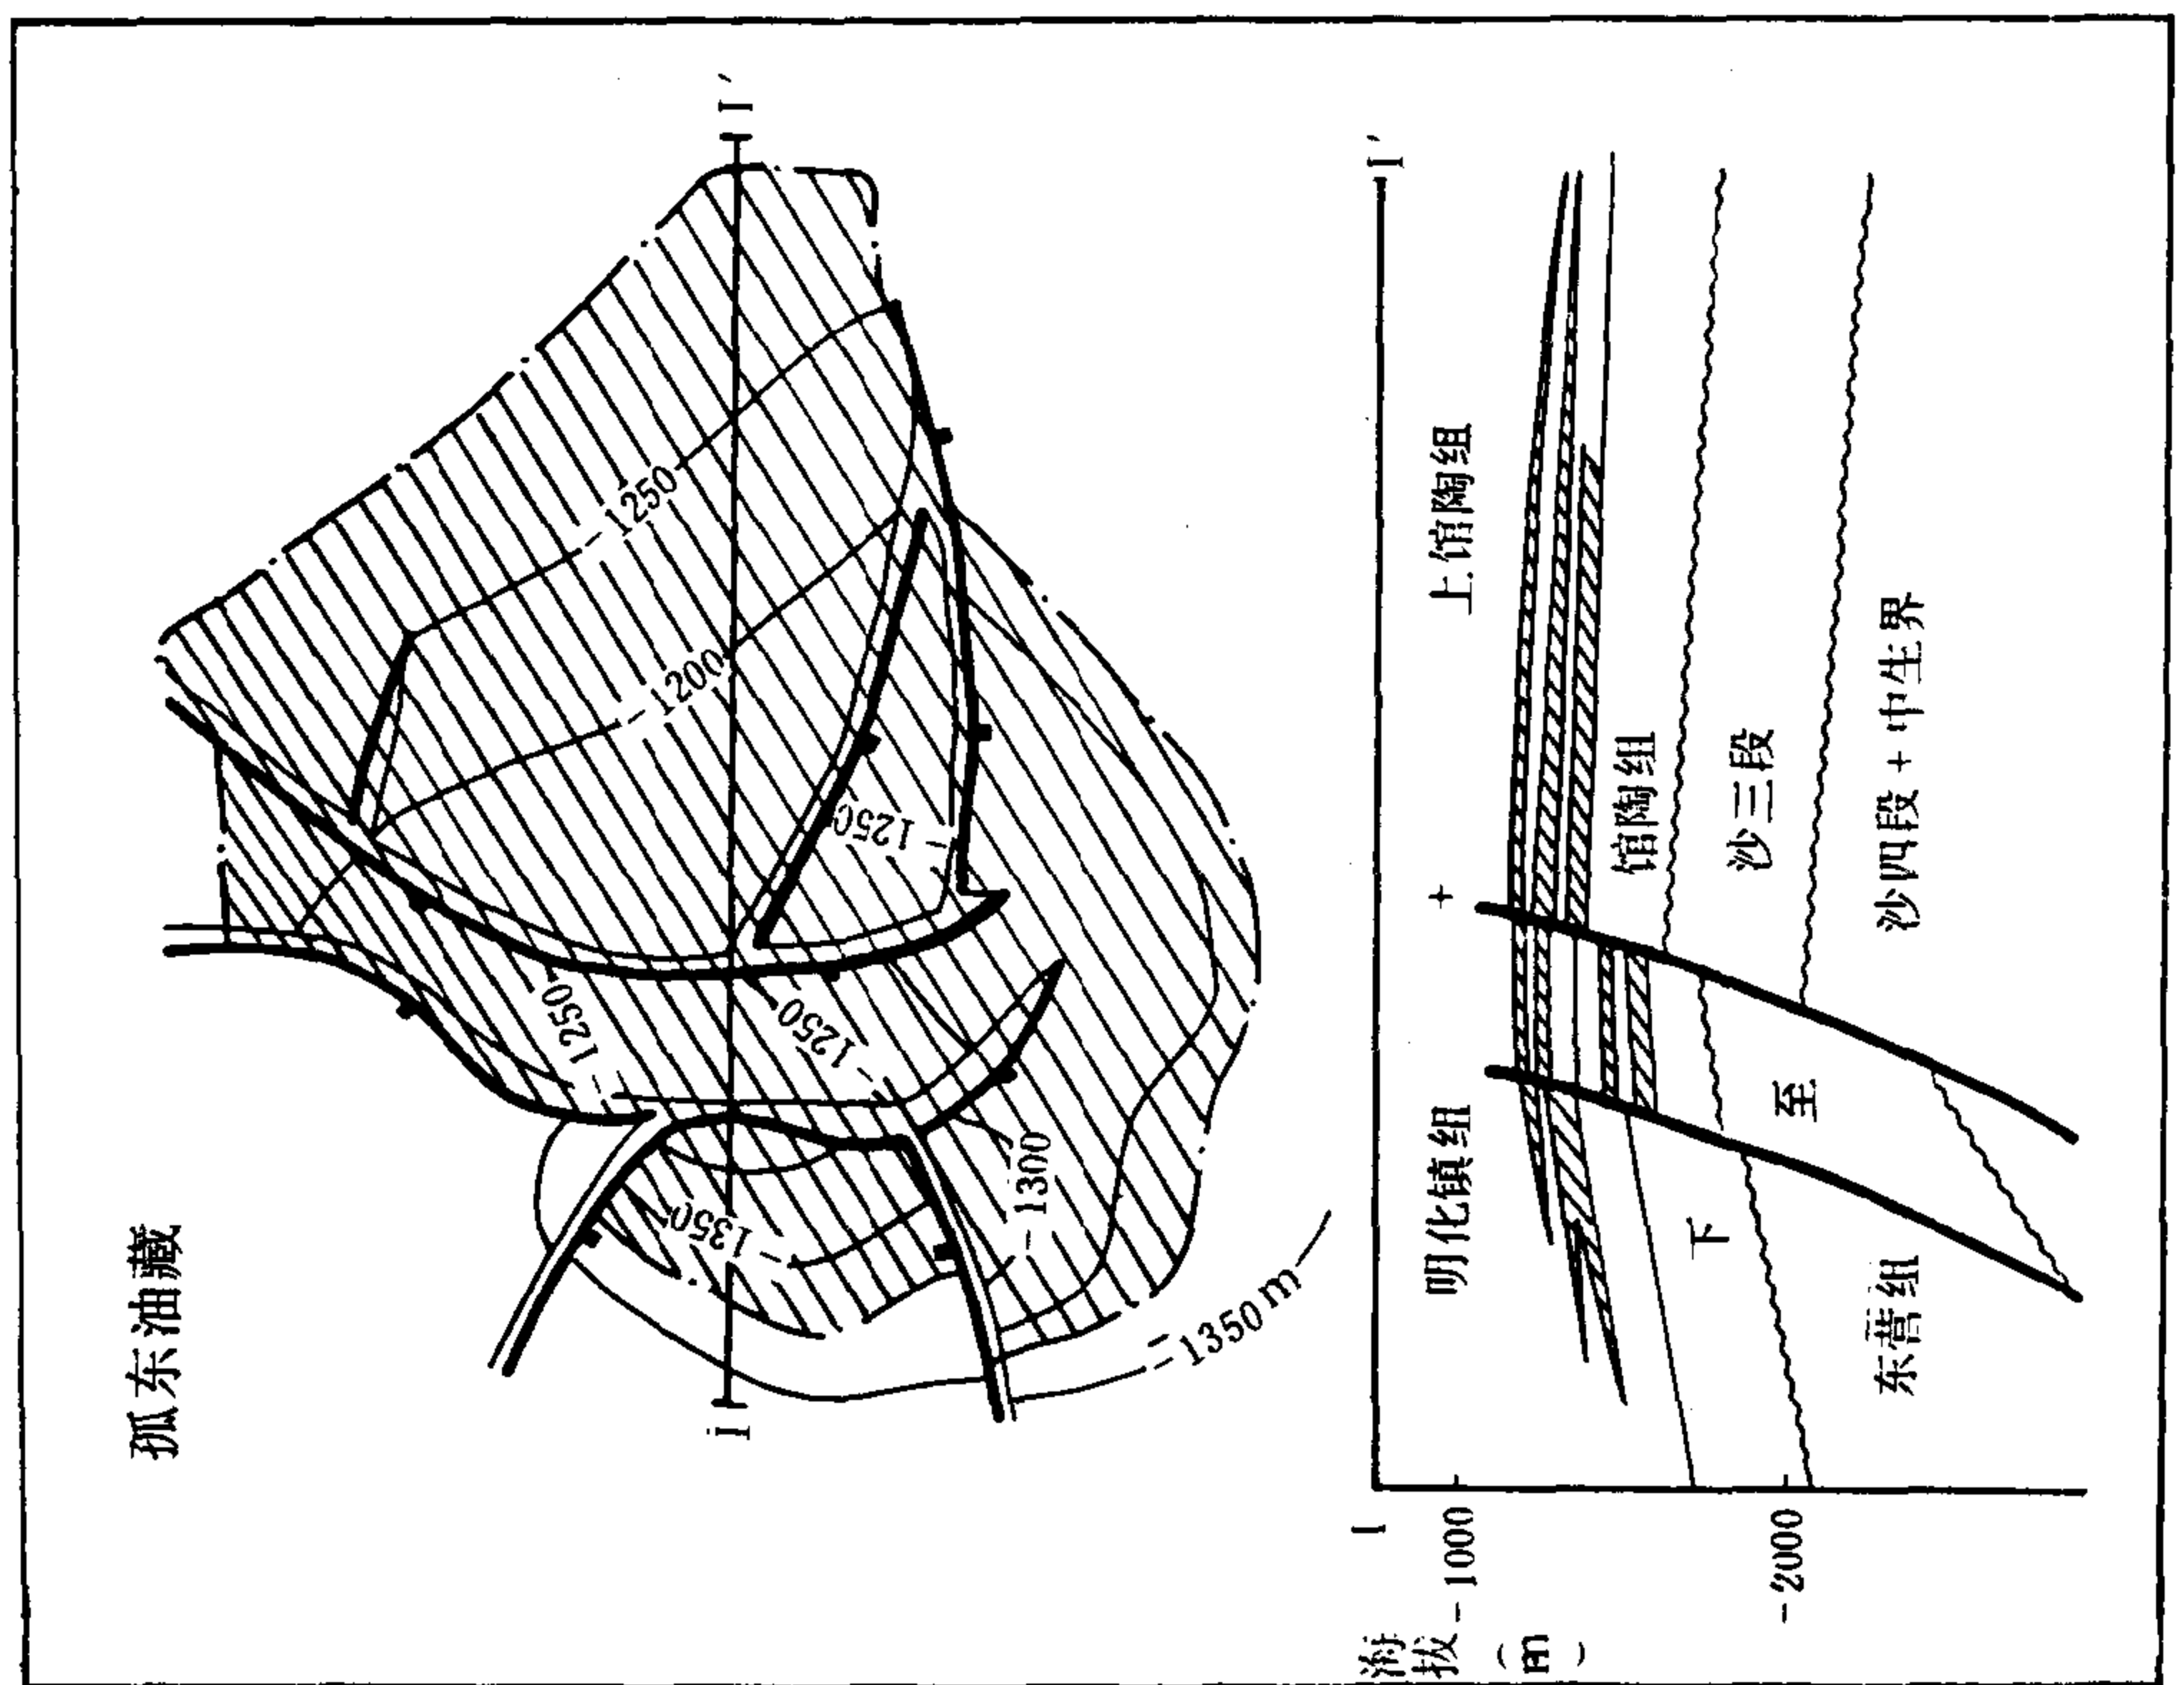 孤东油藏
I
I′
-1250
-1200
-1250
-1250
-1250
-1350
-1300
-1350m
I
I′
海拔
(m)
-1000
-2000
明化镇组
+
上馆陶组
下
馆陶组
至
沙三段
东营组
沙四段+中生界